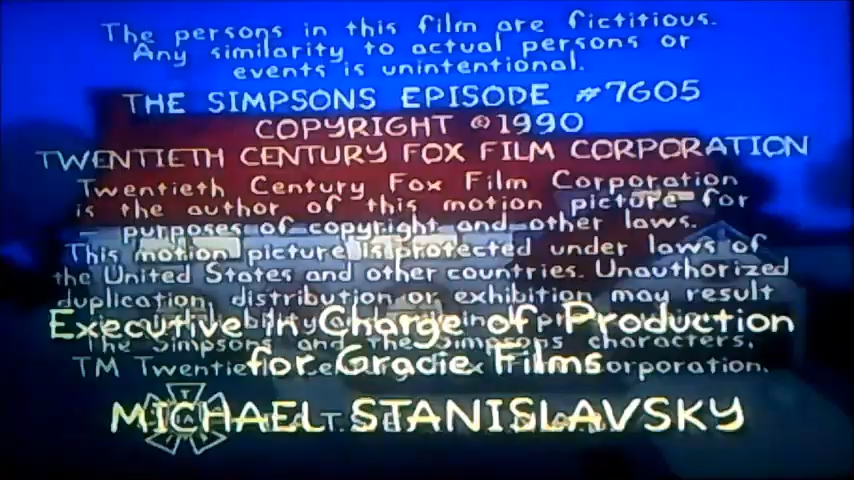 The persons in this film are fictitious.
Any similarity to actual persons or
events is unintentional.
THE SIMPSONS EPISODE #7G05
COPYRIGHT ©1990
TWENTIETH CENTURY FOX FILM CORPORATION
Twentieth Century Fox Film Corporation
is the author of this motion picture for
purposes of copyright and other laws.
This motion picture is protected under laws of
the United States and other countries. Unauthorized
duplication, distribution or exhibition may result
Executive In Charge of Production
The Simpsons and the Simpsons characters,
for Gracie Films
TM Corporation.
MICHAEL STANISLAVSKY